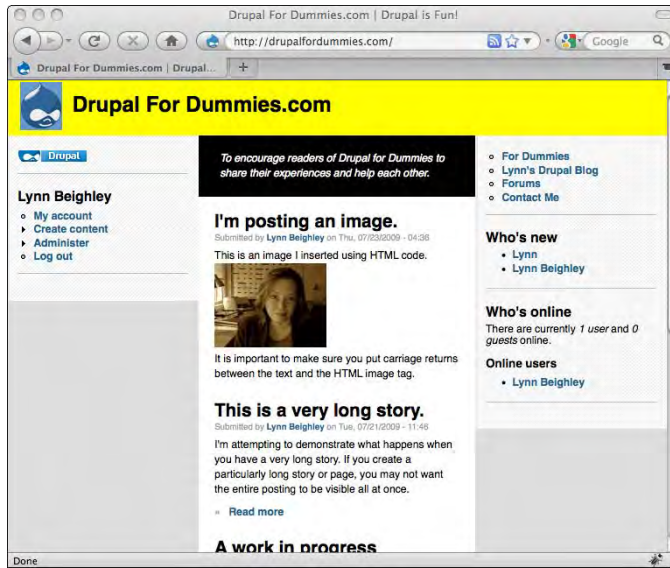 Drupal For Dummies.com | Drupal is Fun!
http://drupalfordummies.com/
Google
Drupal For Dummies.com | Drupal...
Drupal For Dummies.com
Drupal
Lynn Beighley
My account
Create content
Administer
Log out
To encourage readers of Drupal for Dummies to
share their experiences and help each other.
I'm posting an image.
Submitted by Lynn Beighley on Thu, 07/23/2009 - 04:36
This is an image I inserted using HTML code.
It is important to make sure you put carriage returns
between the text and the HTML image tag.
This is a very long story.
Submitted by Lynn Beighley on Tue, 07/21/2009 - 11:46
I'm attempting to demonstrate what happens when
you have a very long story. If you create a
particularly long story or page, you may not want
the entire posting to be visible all at once.
» Read more
A work in progress
For Dummies
Lynn's Drupal Blog
Forums
Contact Me
Who's new
Lynn
Lynn Beighley
Who's online
There are currently 1 user and 0
guests online.
Online users
Lynn Beighley
Done